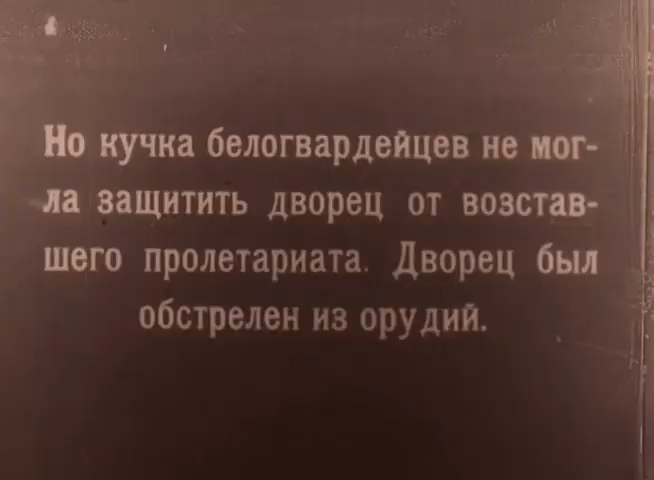 Но кучка белогвардейцев не мог-
ла защитить дворец от возстав-
шего пролетариата. Дворец был
обстрелен из орудий.